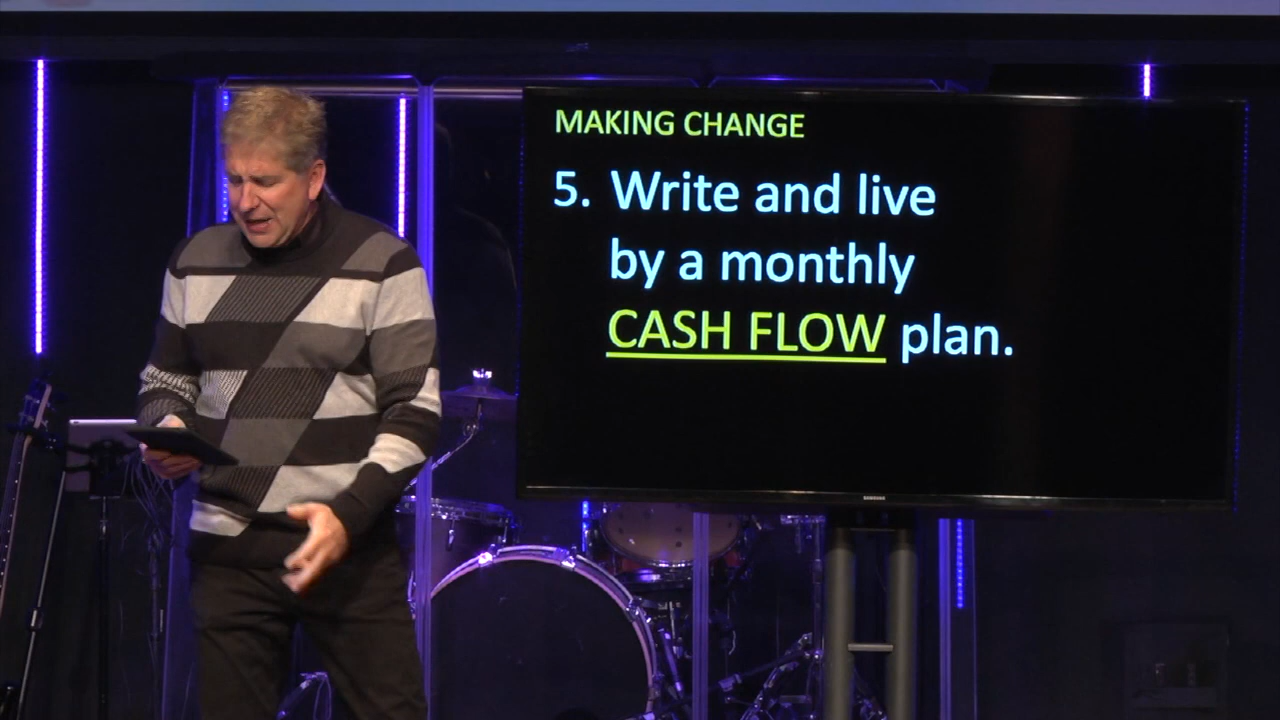 MAKING CHANGE
5. Write and live
by a monthly
CASH FLOW plan.